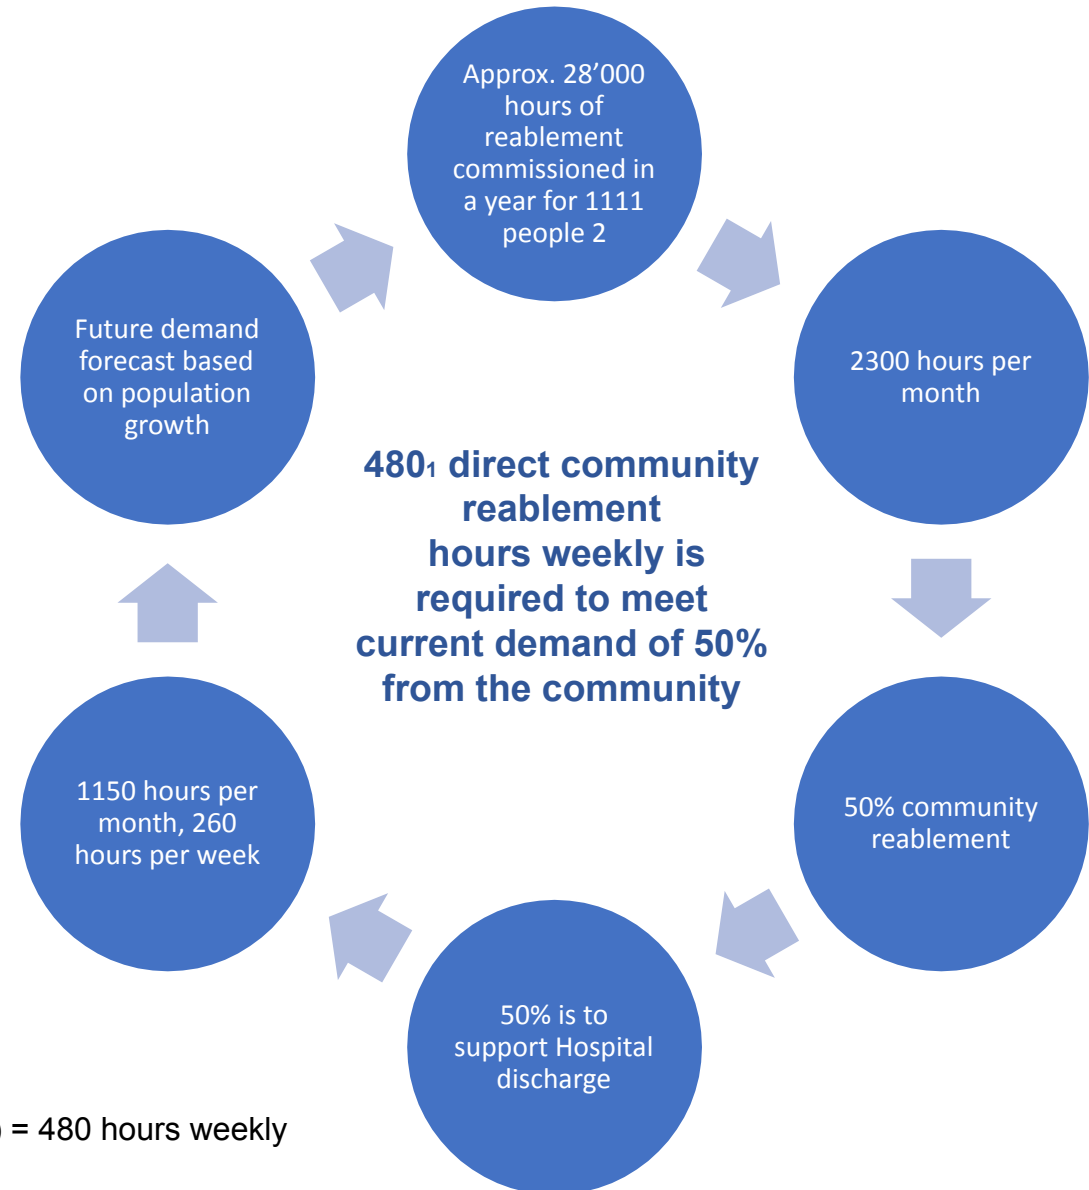 Approx. 28’000
hours of
reablement
commissioned in
a year for 1111
people 2
2300 hours per
month
50% community
reablement
50% is to
support Hospital
discharge
1150 hours per
month, 260
hours per week
Future demand
forecast based
on population
growth
480₁ direct community
reablement
hours weekly is
required to meet
current demand of 50%
from the community
) = 480 hours weekly